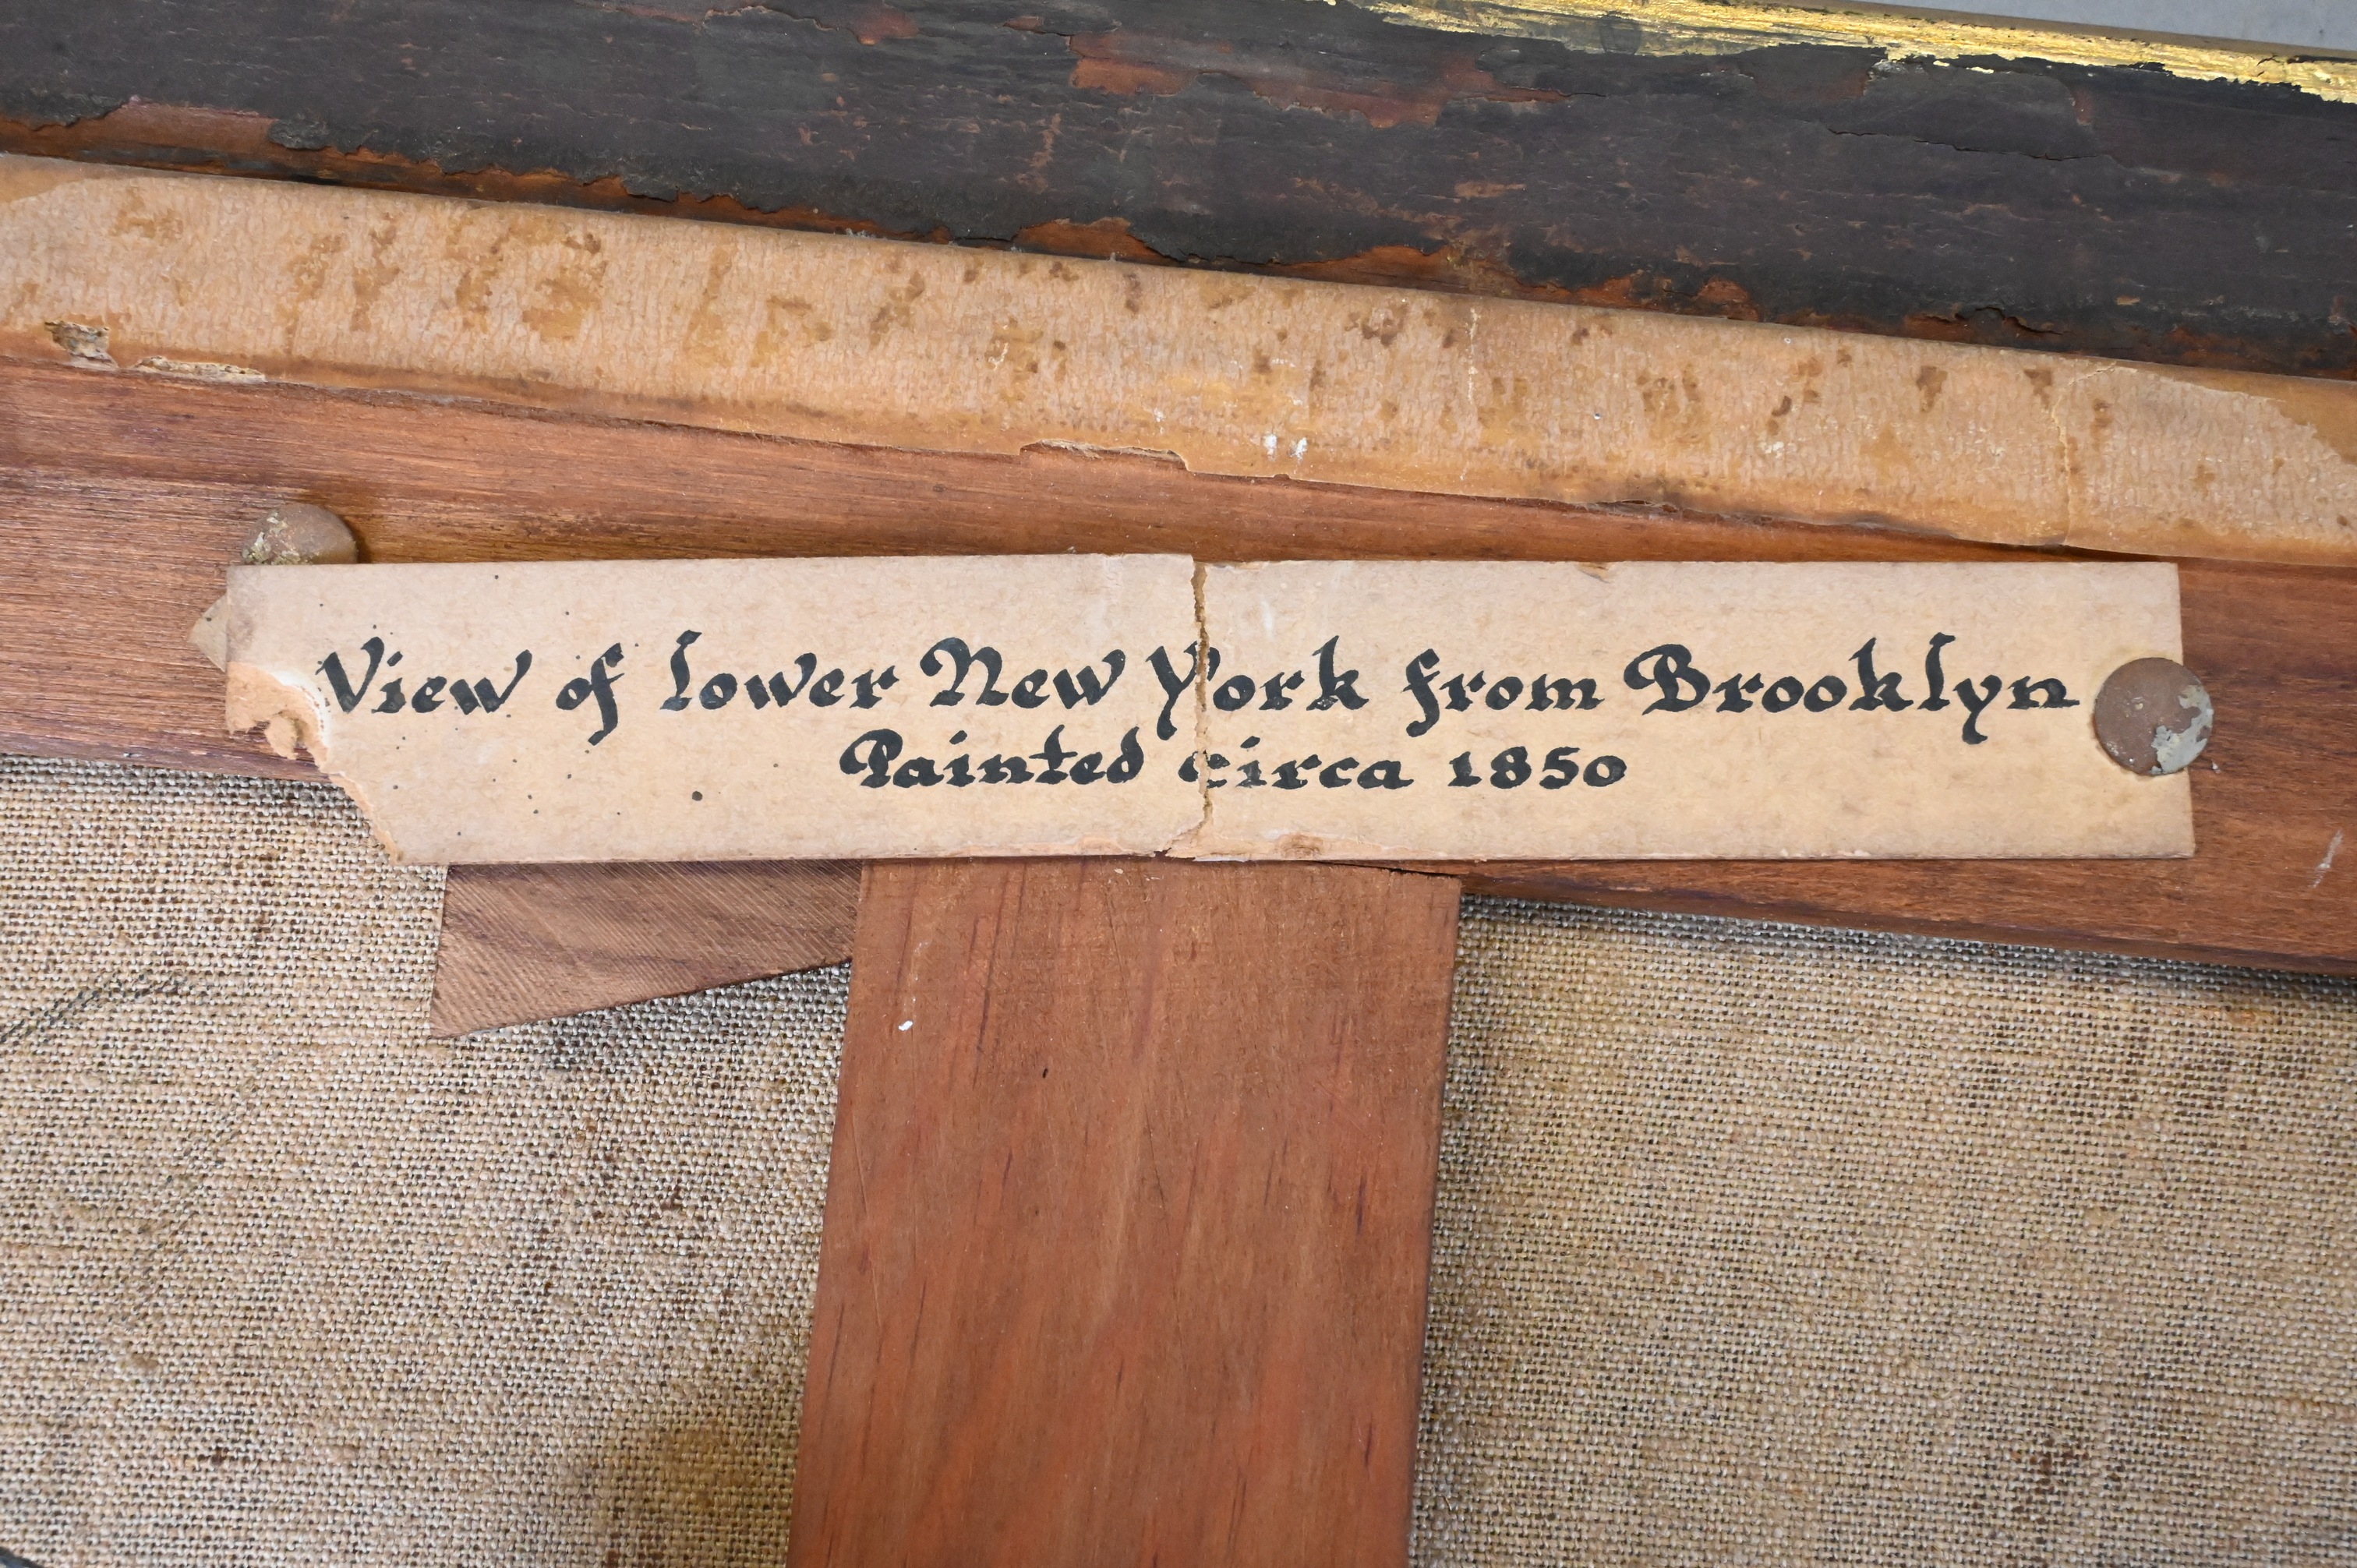 View of lower New York from Brooklyn
Painted circa 1850